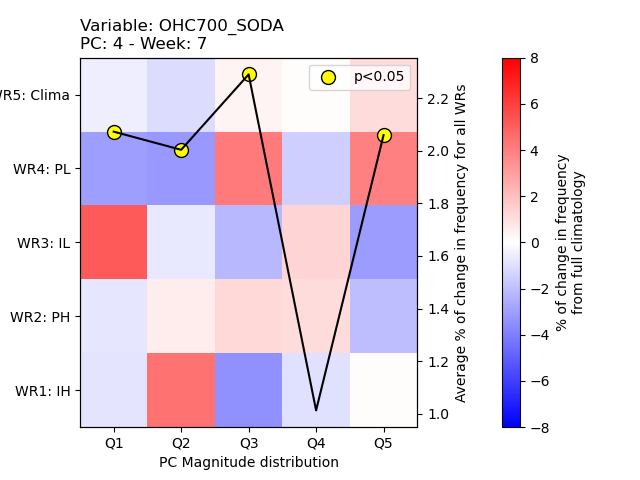 Variable: OHC700_SODA
PC: 4 - Week: 7
p<0.05
WR5: Clima
WR4: PL
WR3: IL
WR2: PH
WR1: IH
Q1 Q2 Q3 Q4 Q5
PC Magnitude distribution
2.2
2.0
1.8
1.6
1.4
1.2
1.0
Average % of change in frequency for all WRs
8
6
4
2
0
−2
−4
−6
−8
% of change in frequency
from full climatology